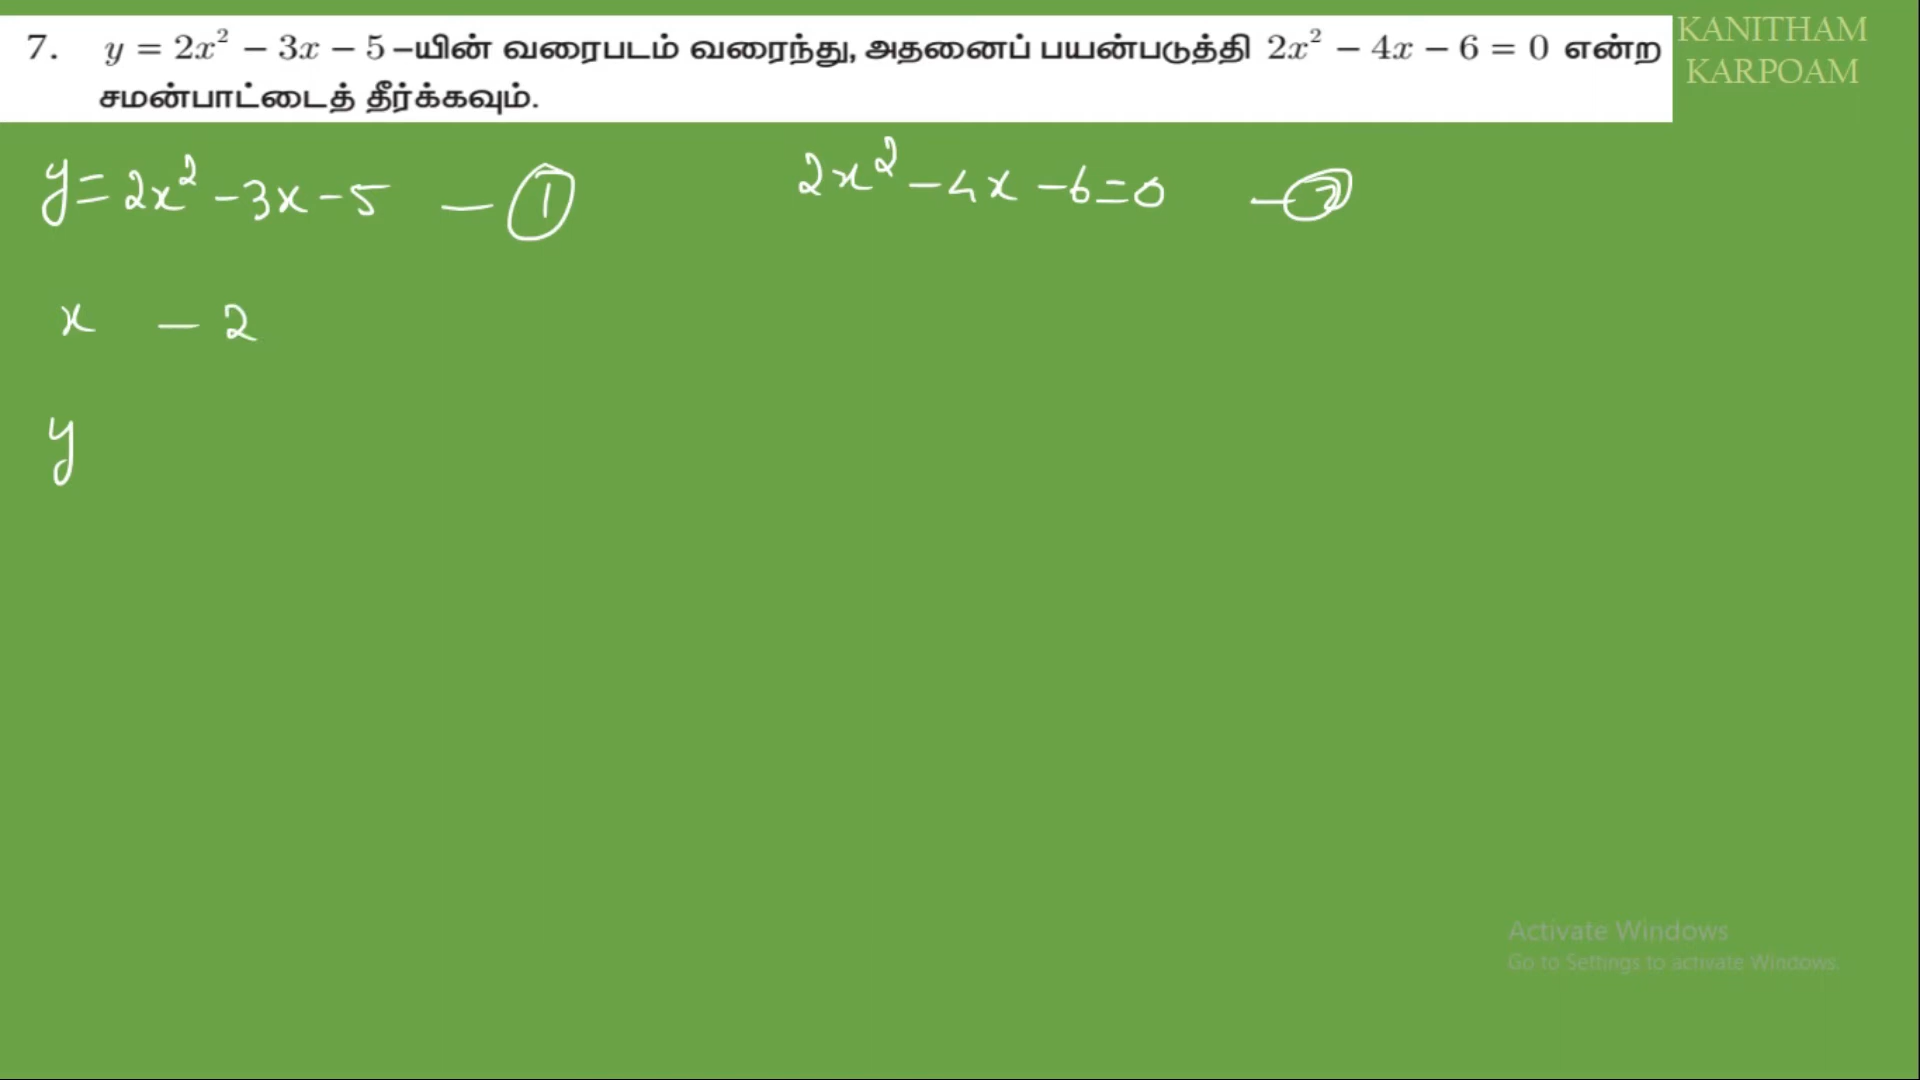 7. y = 2x² − 3x − 5 –யின் வரைபடம் வரைந்து, அதனைப் பயன்படுத்தி 2x² − 4x − 6 = 0 என்ற
சமன்பாட்டைத் தீர்க்கவும்.
KANITHAM
KARPOAM
y = 2x² − 3x − 5 — ①
2x² − 4x − 6 = 0 — ②
x − 2
y
Activate Windows
Go to Settings to activate Windows.